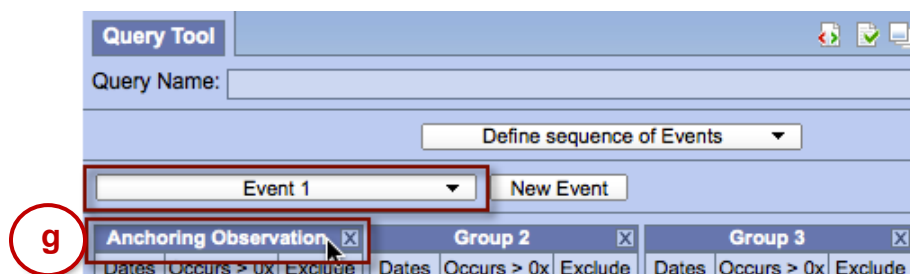 Query Tool
Query Name:
Define sequence of Events
Event 1 New Event
g Anchoring Observation X Group 2 X Group 3 X
Dates Occurs > 0x Exclude Dates Occurs > 0x Exclude Dates Occurs > 0x Exclude